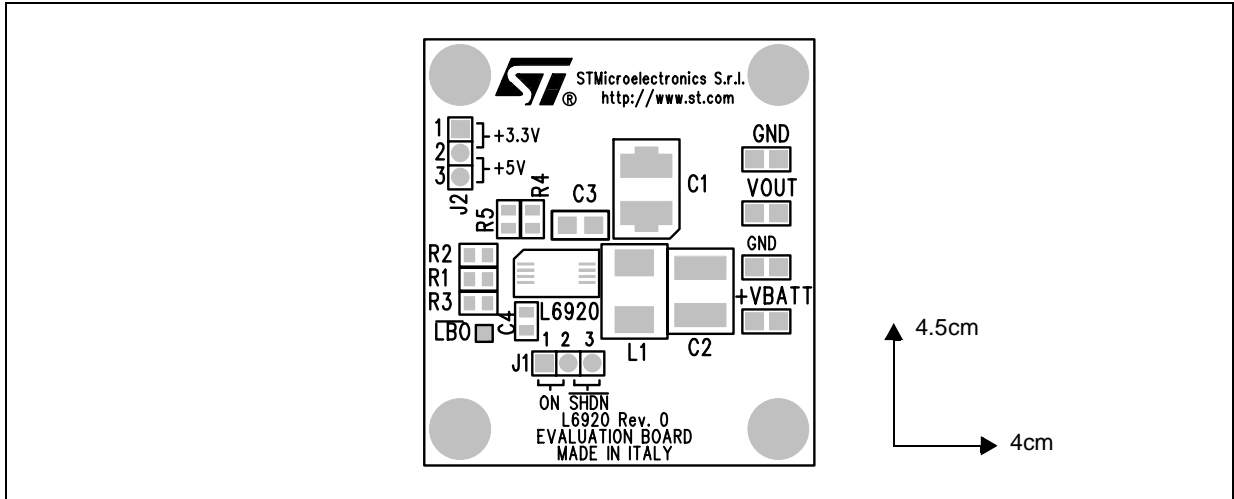 ST ®
STMicroelectronics S.r.l.
http://www.st.com
1
2
3
+3.3V
+5V
J2
R5
R4
C3
C1
GND
VOUT
GND
+VBATT
R2
R1
R3
LBO
C4
L6920
L1
C2
J1
1 2 3
ON SHDN
L6920 Rev. 0
EVALUATION BOARD
MADE IN ITALY
4.5cm
4cm